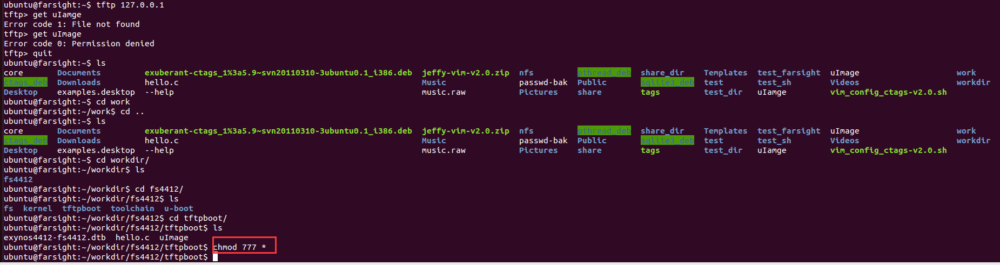 ubuntu@farsight:~$ tftp 127.0.0.1
tftp> get uIamge
Error code 1: File not found
tftp> get uImage
Error code 0: Permission denied
tftp> quit
ubuntu@farsight:~$ ls
core Documents exuberant-ctags_1%3a5.9~svn20110310-3ubuntu0.1_i386.deb jeffy-vim-v2.0.zip nfs pthread_deb share_dir Templates test_farsight uImage work
ctags_deb Downloads hello.c Music passwd-bak Public sqlite3_deb test test_sh Videos workdir
Desktop examples.desktop --help music.raw Pictures share tags test_dir uIamge vim_config_ctags-v2.0.sh
ubuntu@farsight:~$ cd work
ubuntu@farsight:~/work$ cd ..
ubuntu@farsight:~$ ls
core Documents exuberant-ctags_1%3a5.9~svn20110310-3ubuntu0.1_i386.deb jeffy-vim-v2.0.zip nfs pthread_deb share_dir Templates test_farsight uImage work
ctags_deb Downloads hello.c Music passwd-bak Public sqlite3_deb test test_sh Videos workdir
Desktop examples.desktop --help music.raw Pictures share tags test_dir uIamge vim_config_ctags-v2.0.sh
ubuntu@farsight:~$ cd workdir/
ubuntu@farsight:~/workdir$ ls
fs4412
ubuntu@farsight:~/workdir$ cd fs4412/
ubuntu@farsight:~/workdir/fs4412$ ls
fs kernel tftpboot toolchain u-boot
ubuntu@farsight:~/workdir/fs4412$ cd tftpboot/
ubuntu@farsight:~/workdir/fs4412/tftpboot$ ls
exynos4412-fs4412.dtb hello.c uImage
ubuntu@farsight:~/workdir/fs4412/tftpboot$ chmod 777 *
ubuntu@farsight:~/workdir/fs4412/tftpboot$